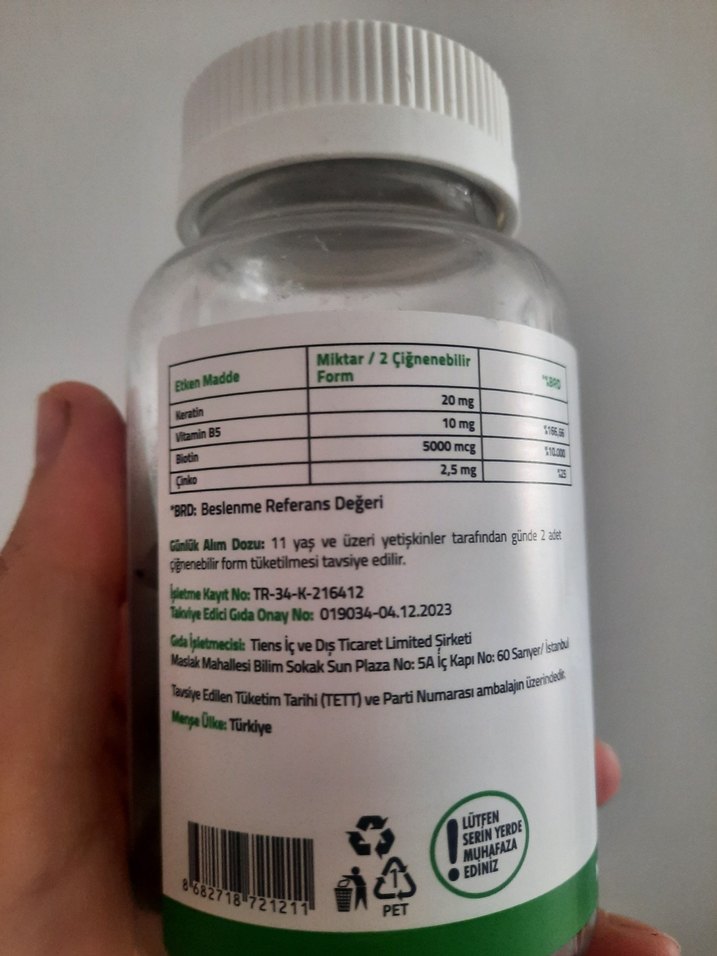 Etken Madde Miktar / 2 Çiğnenebilir Form *%BRD
Keratin 20 mg
Vitamin B5 10 mg %166,66
Biotin 5000 mcg %10.000
Çinko 2,5 mg %25
*BRD: Beslenme Referans Değeri
Günlük Alım Dozu: 11 yaş ve üzeri yetişkinler tarafından günde 2 adet
çiğnenebilir form tüketilmesi tavsiye edilir.
İşletme Kayıt No: TR-34-K-216412
Takviye Edici Gıda Onay No: 019034-04.12.2023
Gıda İşletmecisi: Tiens İç ve Dış Ticaret Limited Şirketi
Maslak Mahallesi Bilim Sokak Sun Plaza No: 5A İç Kapı No: 60 Sarıyer/ İstanbul
Tavsiye Edilen Tüketim Tarihi (TETT) ve Parti Numarası ambalajın üzerindedir.
Menşe Ülke: Türkiye
8 682718 721211
1
PET
!
LÜTFEN
SERİN YERDE
MUHAFAZA
EDİNİZ